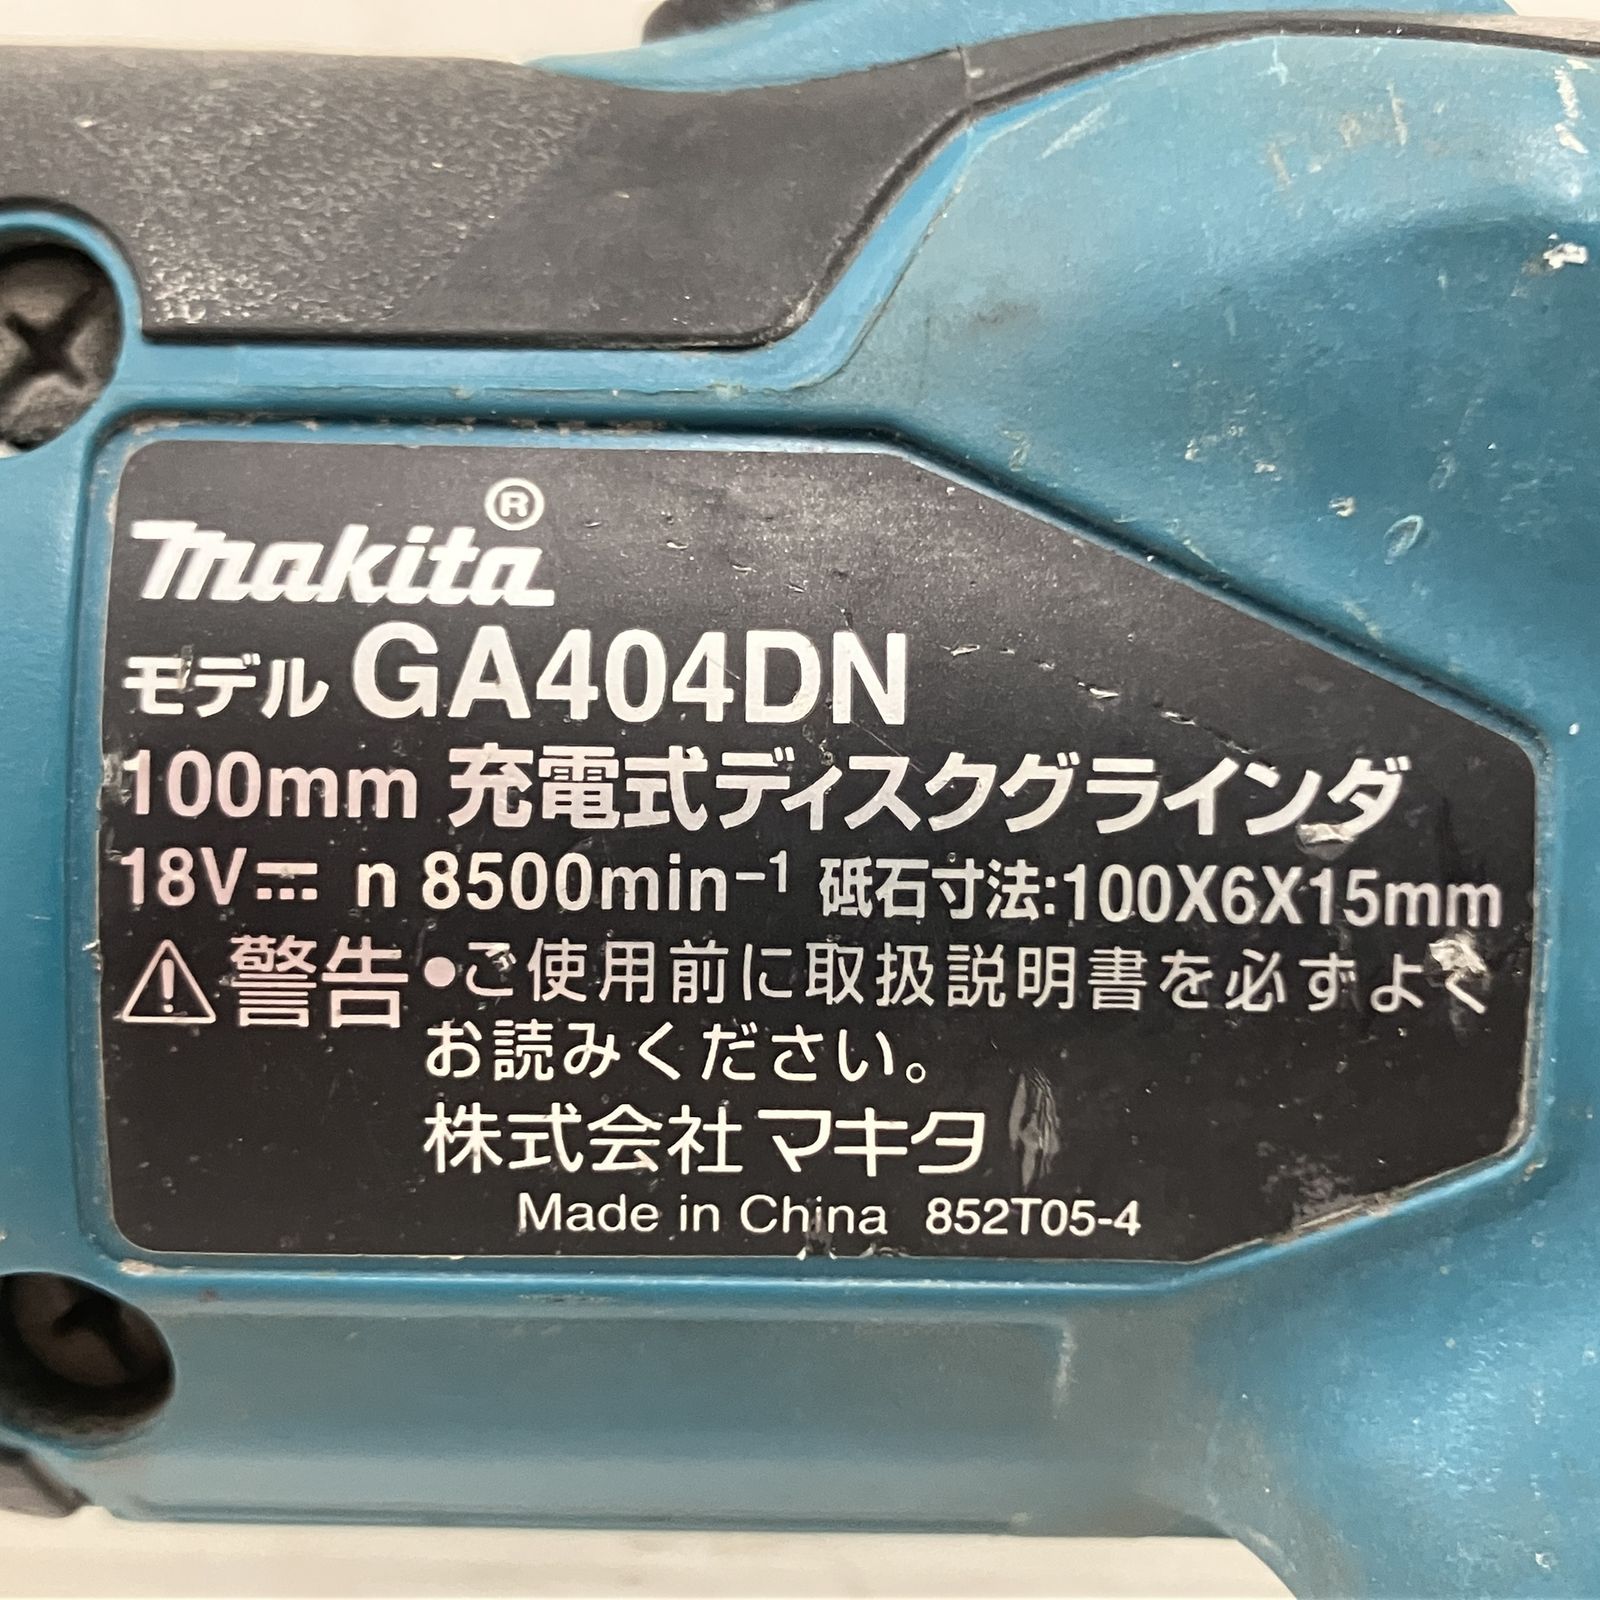 makita®
モデル GA404DN
100mm 充電式ディスクグラインダ
18V⎓ n 8500min⁻¹ 砥石寸法:100X6X15mm
⚠警告 ●ご使用前に取扱説明書を必ずよく
お読みください。
株式会社マキタ
Made in China 852T05-4